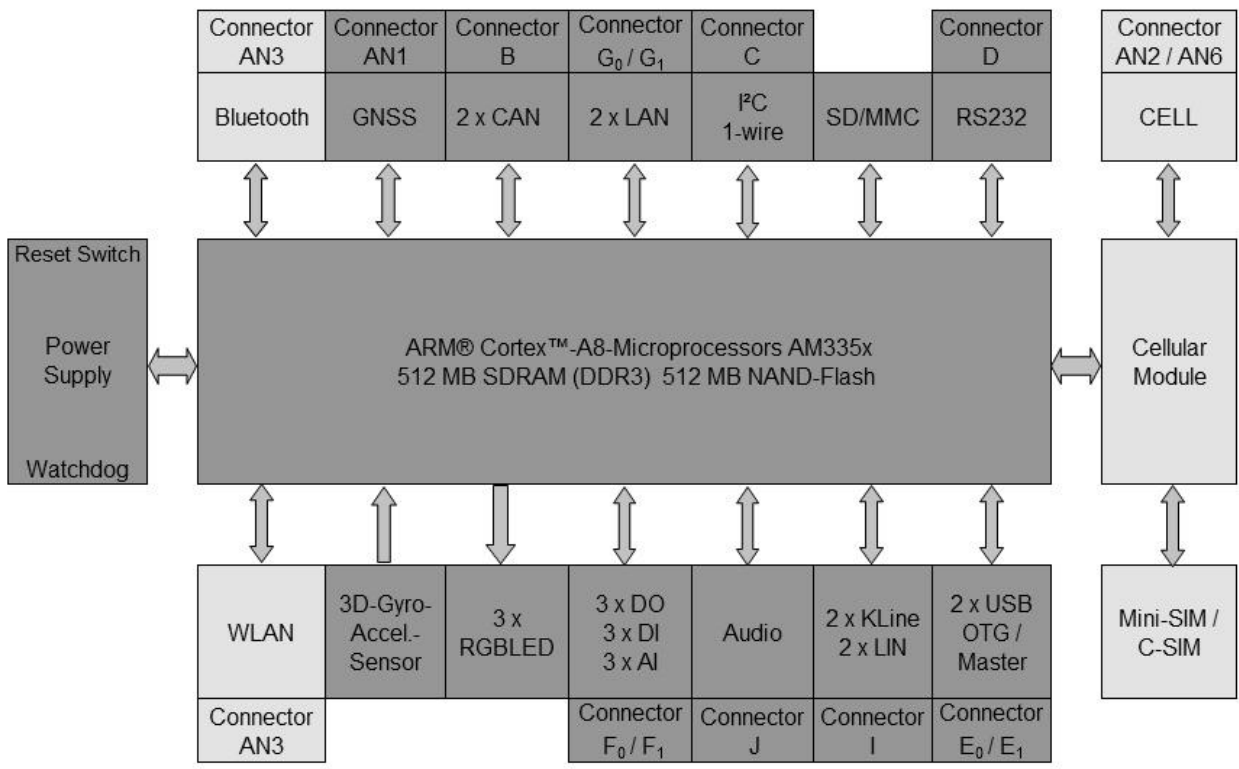 Connector
AN3
Connector
AN1
Connector
B
Connector
G₀ / G₁
Connector
C
Connector
D
Connector
AN2 / AN6
Bluetooth
GNSS
2 x CAN
2 x LAN
I²C
1-wire
SD/MMC
RS232
CELL
Reset Switch
Power
Supply
Watchdog
ARM® Cortex™-A8-Microprocessors AM335x
512 MB SDRAM (DDR3) 512 MB NAND-Flash
Cellular
Module
WLAN
3D-Gyro-
Accel.-
Sensor
3 x
RGBLED
3 x DO
3 x DI
3 x AI
Audio
2 x KLine
2 x LIN
2 x USB
OTG /
Master
Mini-SIM /
C-SIM
Connector
AN3
Connector
F₀ / F₁
Connector
J
Connector
I
Connector
E₀ / E₁